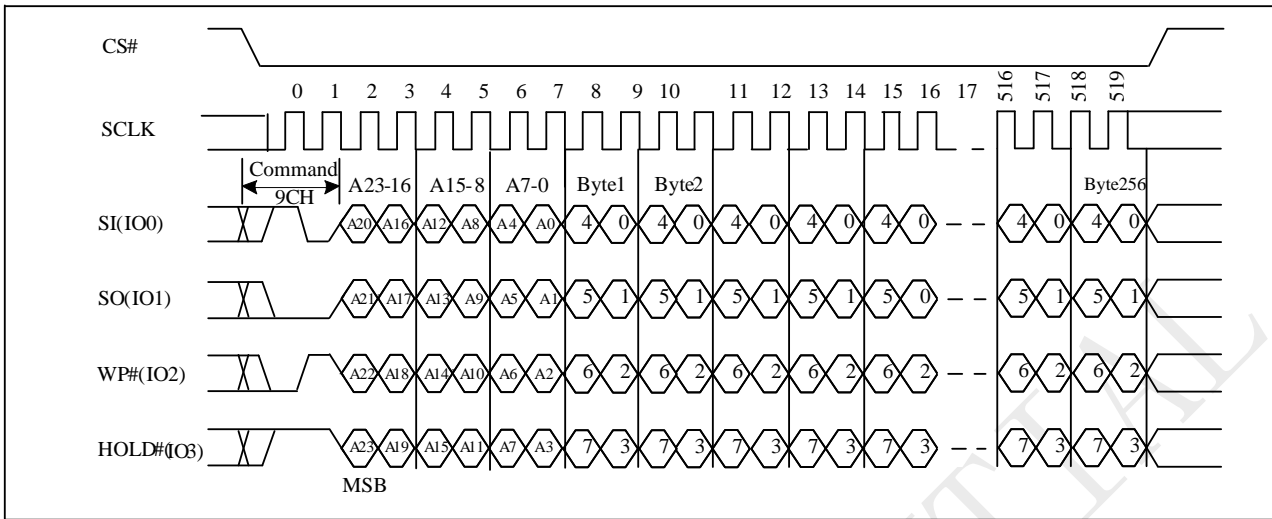 CS#
0 1 2 3 4 5 6 7 8 9 10 11 12 13 14 15 16 17 516 517 518 519
SCLK
Command
9CH
A23-16 A15-8 A7-0 Byte1 Byte2 Byte256
SI(IO0) A20 A16 A12 A8 A4 A0 4 0 4 0 4 0 4 0 4 0 4 0 4 0
SO(IO1) A21 A17 A13 A9 A5 A1 5 1 5 1 5 1 5 1 5 0 5 1 5 1
WP#(IO2) A22 A18 A14 A10 A6 A2 6 2 6 2 6 2 6 2 6 2 6 2 6 2
HOLD#(IO3) A23 A19 A15 A11 A7 A3 7 3 7 3 7 3 7 3 7 3 7 3 7 3
MSB